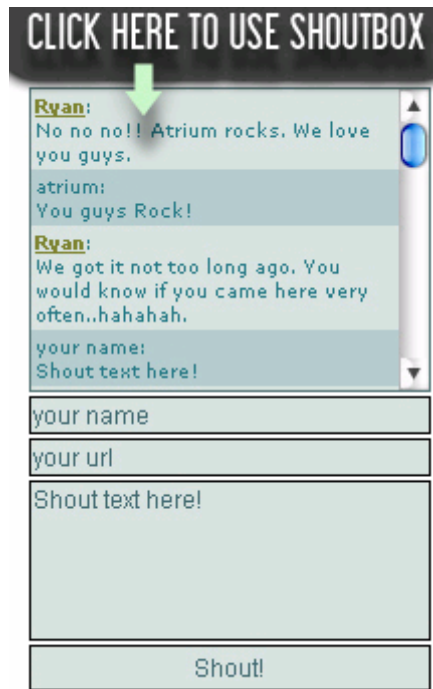 CLICK HERE TO USE SHOUTBOX
Ryan:
No no no!! Atrium rocks. We love
you guys.
atrium:
You guys Rock!
Ryan:
We got it not too long ago. You
would know if you came here very
often..hahahah.
your name:
Shout text here!
your name
your url
Shout text here!
Shout!